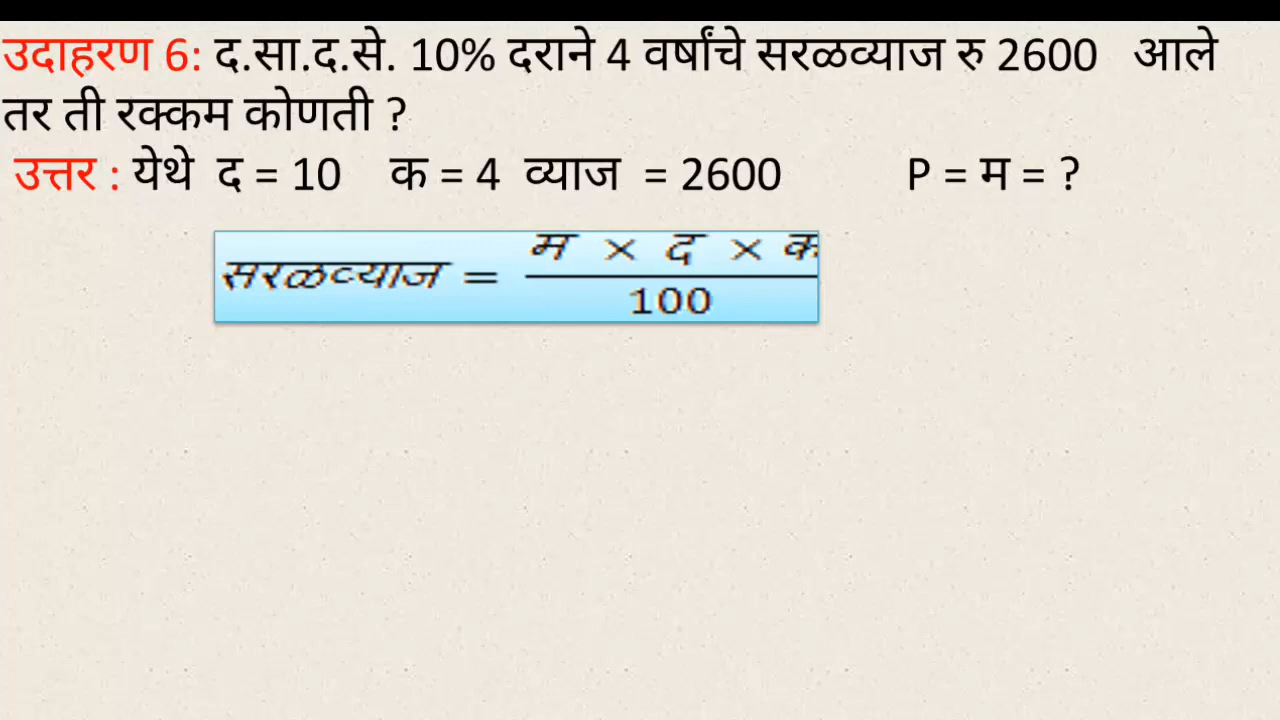 उदाहरण 6: द.सा.द.से. 10% दराने 4 वर्षांचे सरळव्याज रु 2600 आले
तर ती रक्कम कोणती ?
उत्तर : येथे द = 10 क = 4 व्याज = 2600 P = म = ?
सरळव्याज = म × द × क
100